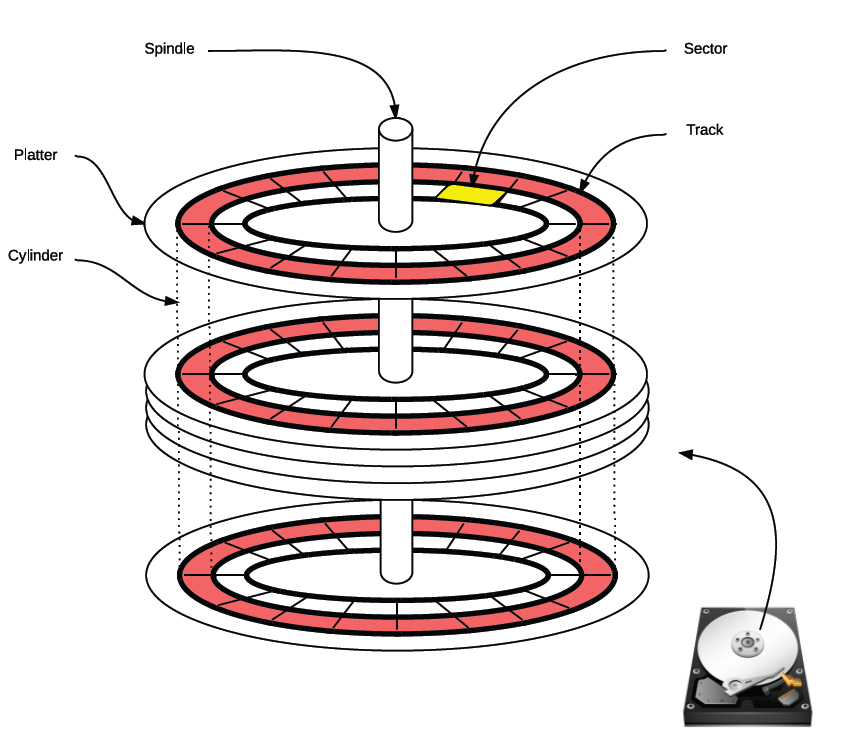 Spindle
Sector
Track
Platter
Cylinder